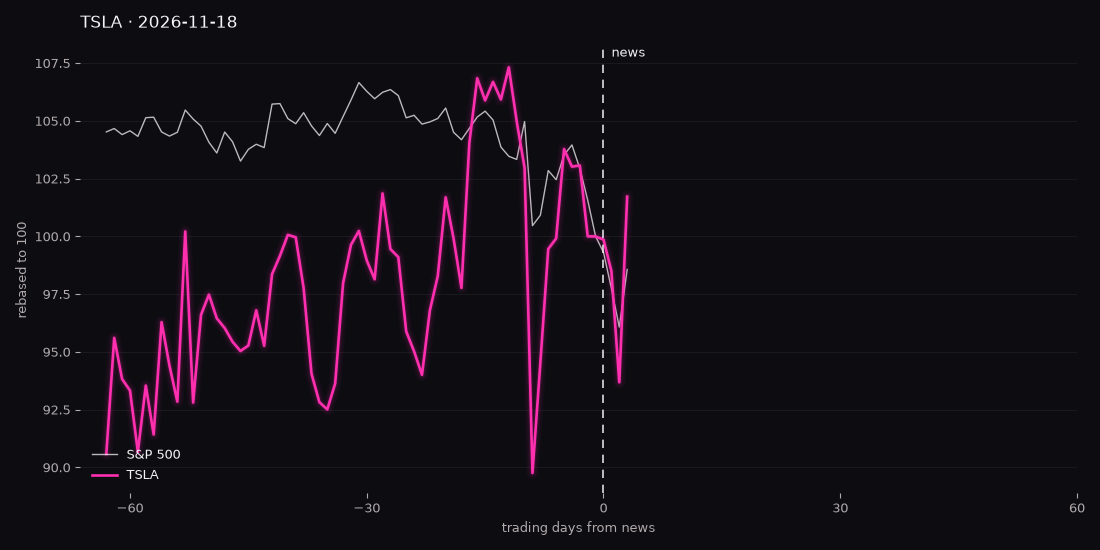 TSLA · 2026-11-18
news
107.5
105.0
102.5
100.0
97.5
95.0
92.5
90.0
rebased to 100
S&P 500
TSLA
−60
−30
0
30
60
trading days from news